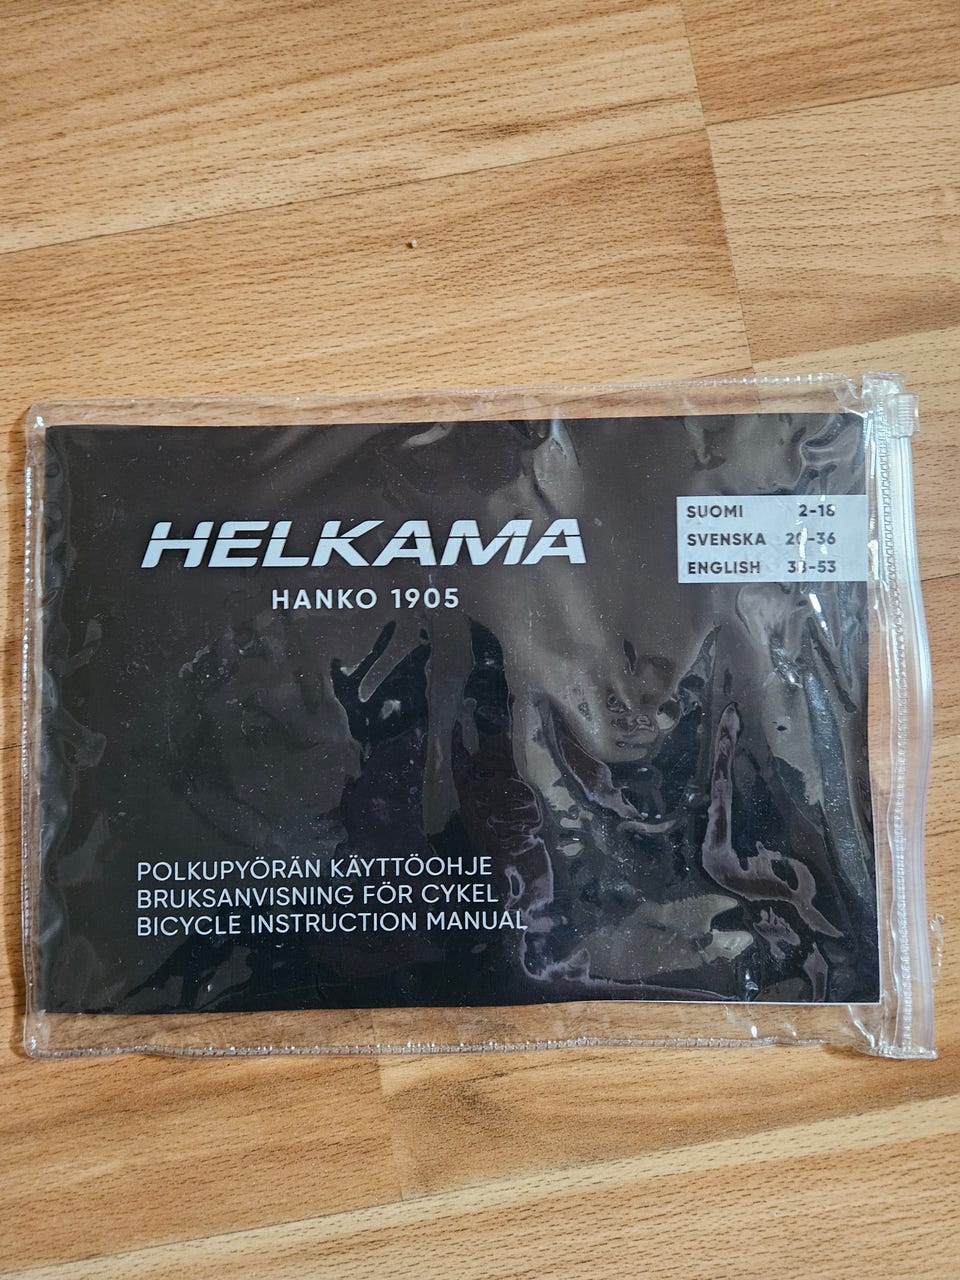 HELKAMA
HANKO 1905
SUOMI 2-18
SVENSKA 20-36
ENGLISH 38-53
POLKUPYÖRÄN KÄYTTÖOHJE
BRUKSANVISNING FÖR CYKEL
BICYCLE INSTRUCTION MANUAL